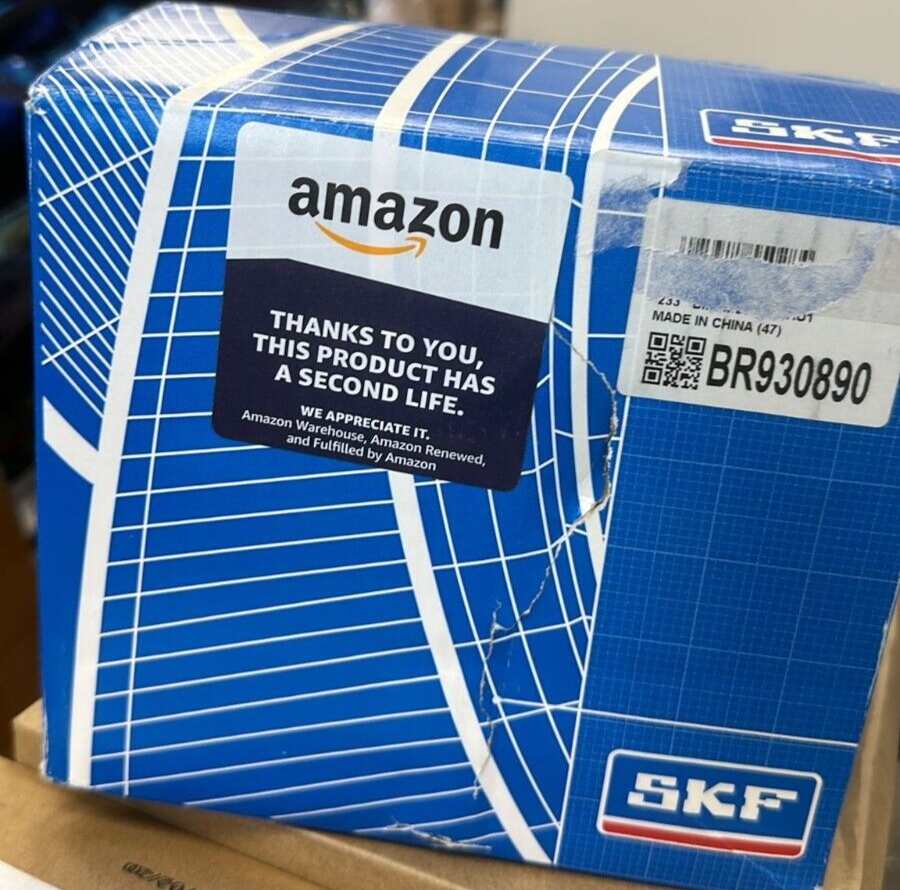 SKF
amazon
THANKS TO YOU,
THIS PRODUCT HAS
A SECOND LIFE.
WE APPRECIATE IT.
Amazon Warehouse, Amazon Renewed,
and Fulfilled by Amazon
233
MADE IN CHINA (47)
BR930890
SKF